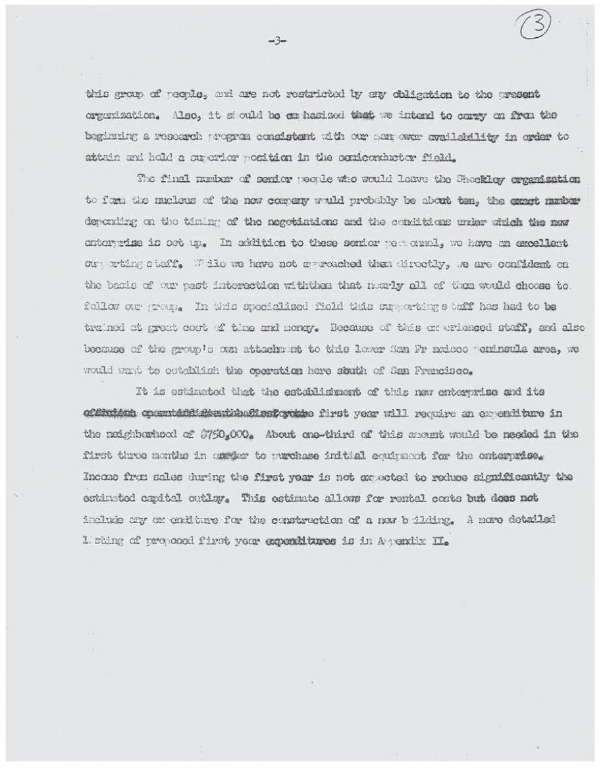 3
-3-
this group of people, and are not restricted by any obligation to the present
organization. Also, it should be emphasized that we intend to carry on from the
beginning a research program consistent with our manpower availability in order to
attain and hold a superior position in the semiconductor field.
The final number of senior people who would leave the Shockley organization
to form the nucleus of the new company would probably be about ten, the exact number
depending on the timing of the negotiations and the conditions under which the new
enterprise is set up. In addition to these senior personnel, we have an excellent
supporting staff. While we have not approached them directly, we are confident on
the basis of our past interaction withthem that nearly all of them would choose to
follow our group. In this specialized field this supporting staff has had to be
trained at great cost of time and money. Because of this experienced staff, and also
because of the group's own attachment to this lower San Francisco Peninsula area, we
would want to establish the operation here south of San Francisco.
It is estimated that the establishment of this new enterprise and its
first year will require an expenditure in
the neighborhood of $750,000. About one-third of this amount would be needed in the
first three months in order to purchase initial equipment for the enterprise.
Income from sales during the first year is not expected to reduce significantly the
estimated capital outlay. This estimate allows for rental costs but does not
include any expenditure for the construction of a new building. A more detailed
listing of proposed first year expenditures is in Appendix II.